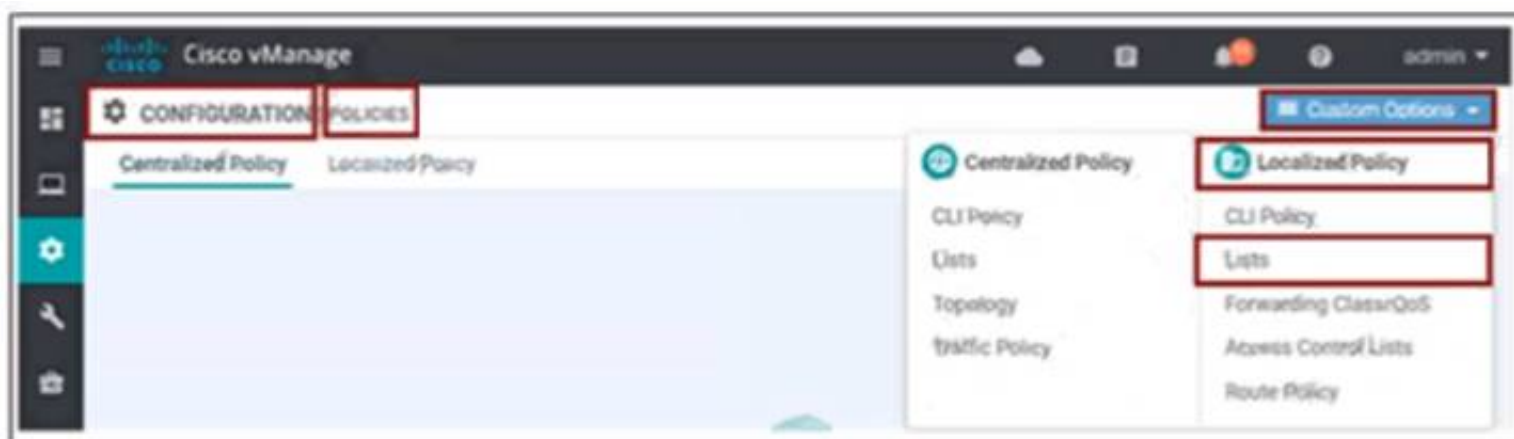 CISCO Cisco vManage admin
CONFIGURATION POLICIES Custom Options
Centralized Policy Localized Policy
Centralized Policy
CLI Policy
Lists
Topology
Traffic Policy
Localized Policy
CLI Policy
Lists
Forwarding Class/QoS
Access Control Lists
Route Policy